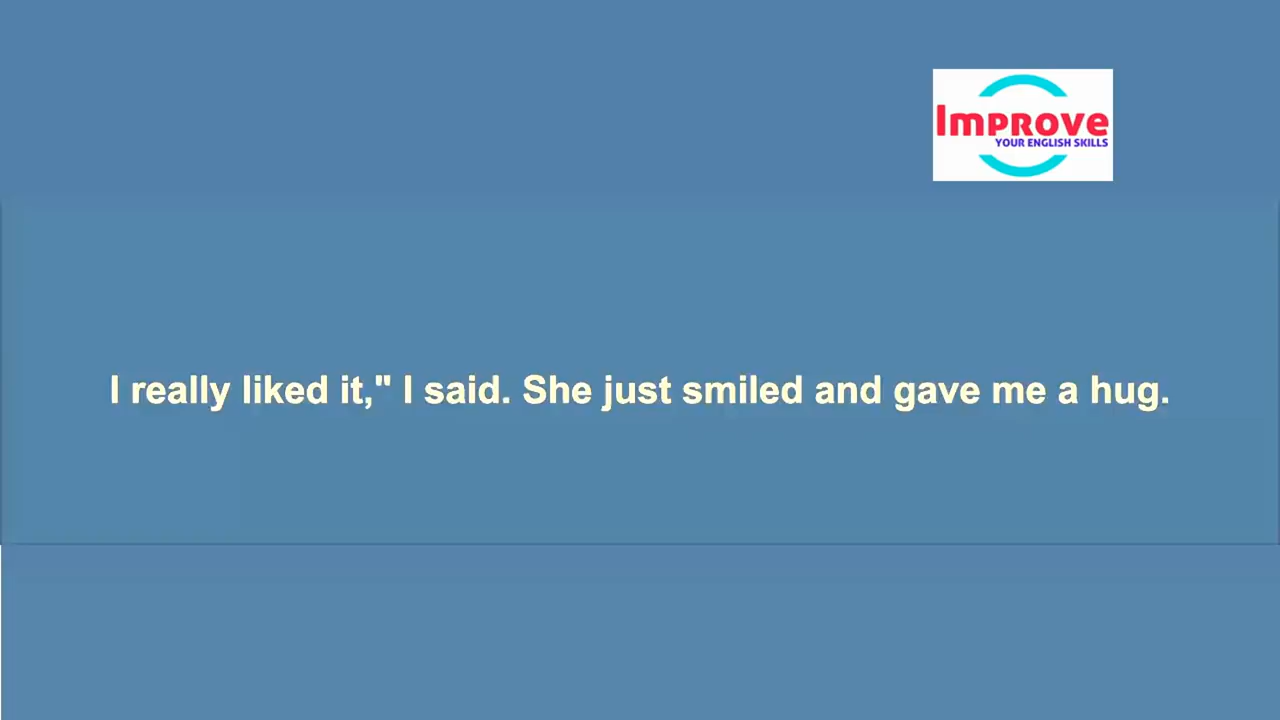 Improve
YOUR ENGLISH SKILLS
I really liked it," I said. She just smiled and gave me a hug.